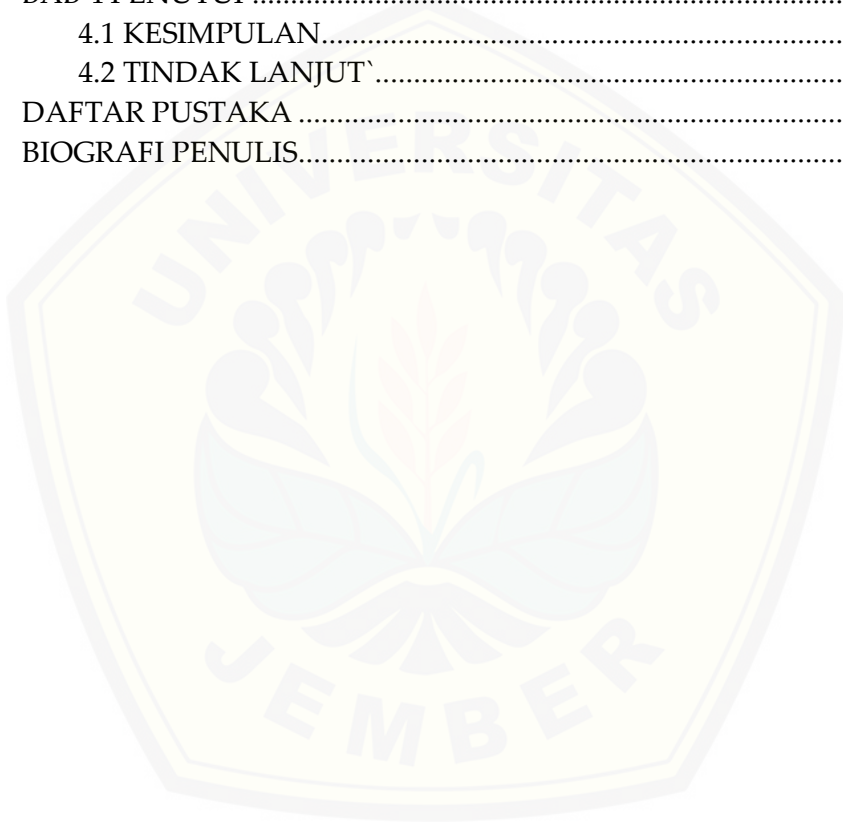 4.1 KESIMPULAN..........................................................................
4.2 TINDAK LANJUT`..................................................................
DAFTAR PUSTAKA ..............................................................................
BIOGRAFI PENULIS..............................................................................
UNIVERSITAS
JEMBER